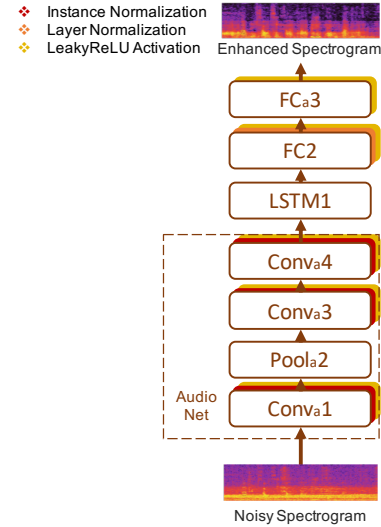 Instance Normalization
Layer Normalization
LeakyReLU Activation
Enhanced Spectrogram
FCa3
FC2
LSTM1
Conva4
Conva3
Poola2
Audio
Net
Conva1
Noisy Spectrogram